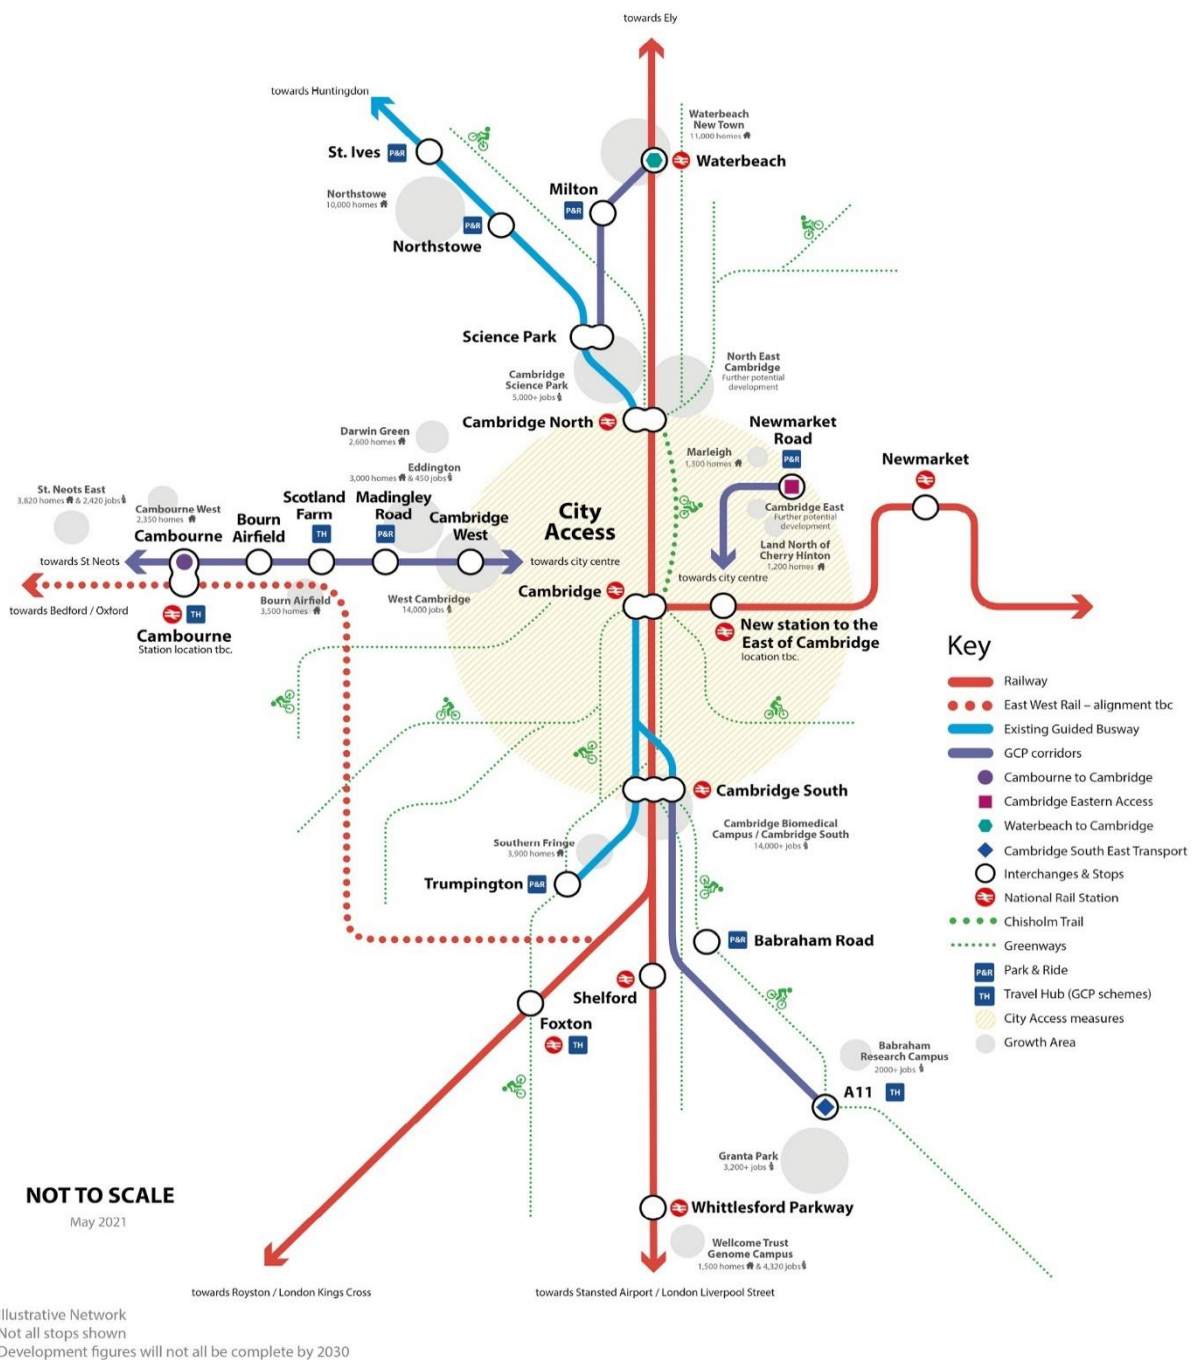 towards Ely
towards Huntingdon
Waterbeach
New Town
11,000 homes
St. Ives
P&R
Waterbeach
Milton
P&R
Northstowe
10,000 homes
P&R
Northstowe
Science Park
Cambridge
Science Park
5,000+ jobs
North East
Cambridge
Further potential
development
Cambridge North
Newmarket
Road
P&R
Darwin Green
2,600 homes
Marleigh
1,300 homes
Newmarket
Eddington
3,000 homes & 450 jobs
St. Neots East
3,820 homes & 2,420 jobs
Cambourne West
2,350 homes
Scotland
Farm
TH
Madingley
Road
P&R
Cambridge
West
City
Access
Cambridge East
Further potential
development
Cambourne
Bourn
Airfield
Land North of
Cherry Hinton
1,200 homes
towards St Neots
towards city centre
towards city centre
Cambridge
towards Bedford / Oxford
TH
Cambourne
Station location tbc.
Bourn Airfield
3,500 homes
West Cambridge
14,000 jobs
New station to the
East of Cambridge
location tbc.
Key
Railway
East West Rail – alignment tbc
Existing Guided Busway
GCP corridors
Cambourne to Cambridge
Cambridge Eastern Access
Waterbeach to Cambridge
Cambridge South East Transport
Interchanges & Stops
National Rail Station
Chisholm Trail
Greenways
P&R
Park & Ride
TH
Travel Hub (GCP schemes)
City Access measures
Growth Area
Cambridge South
Cambridge Biomedical
Campus / Cambridge South
14,000+ jobs
Southern Fringe
3,900 homes
Trumpington
P&R
P&R
Babraham Road
Shelford
Foxton
TH
Babraham
Research Campus
2000+ jobs
A11
TH
Granta Park
3,200+ jobs
Whittlesford Parkway
Wellcome Trust
Genome Campus
1,500 homes & 4,320 jobs
NOT TO SCALE
May 2021
towards Royston / London Kings Cross
towards Stansted Airport / London Liverpool Street
Illustrative Network
Not all stops shown
Development figures will not all be complete by 2030